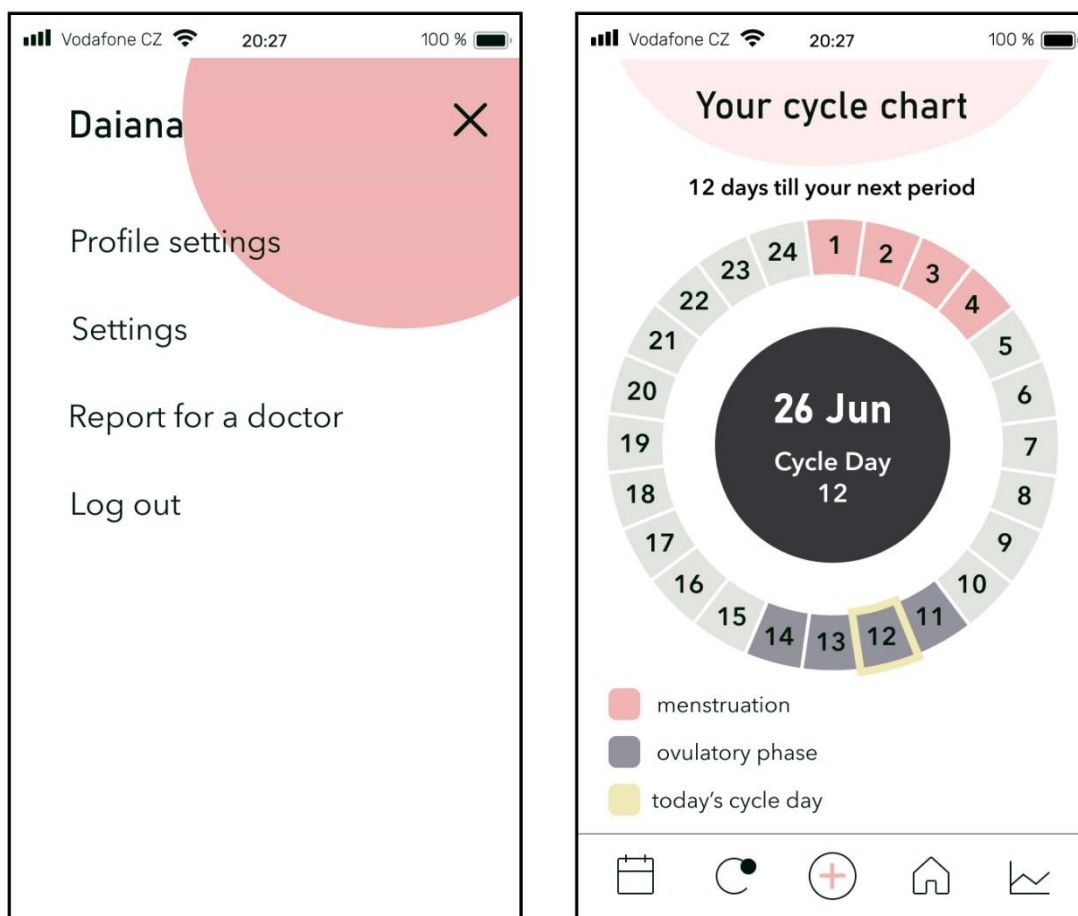 Vodafone CZ 20:27 100 %
Daiana
Profile settings
Settings
Report for a doctor
Log out
Vodafone CZ 20:27 100 %
Your cycle chart
12 days till your next period
1
2
3
4
5
6
7
8
9
10
11
12
13
14
15
16
17
18
19
20
21
22
23
24
26 Jun
Cycle Day
12
menstruation
ovulatory phase
today's cycle day